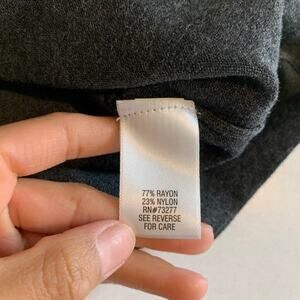 77% RAYON
23% NYLON
RN#73277
SEE REVERSE
FOR CARE